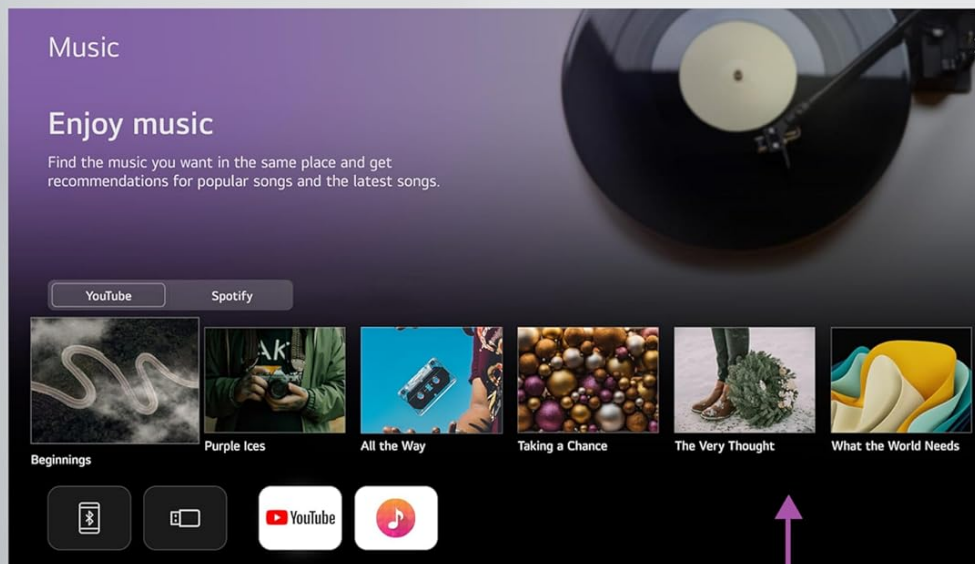 Music
Enjoy music
Find the music you want in the same place and get
recommendations for popular songs and the latest songs.
YouTube
Spotify
AK
Beginnings
Purple Ices
All the Way
Taking a Chance
The Very Thought
What the World Needs
YouTube